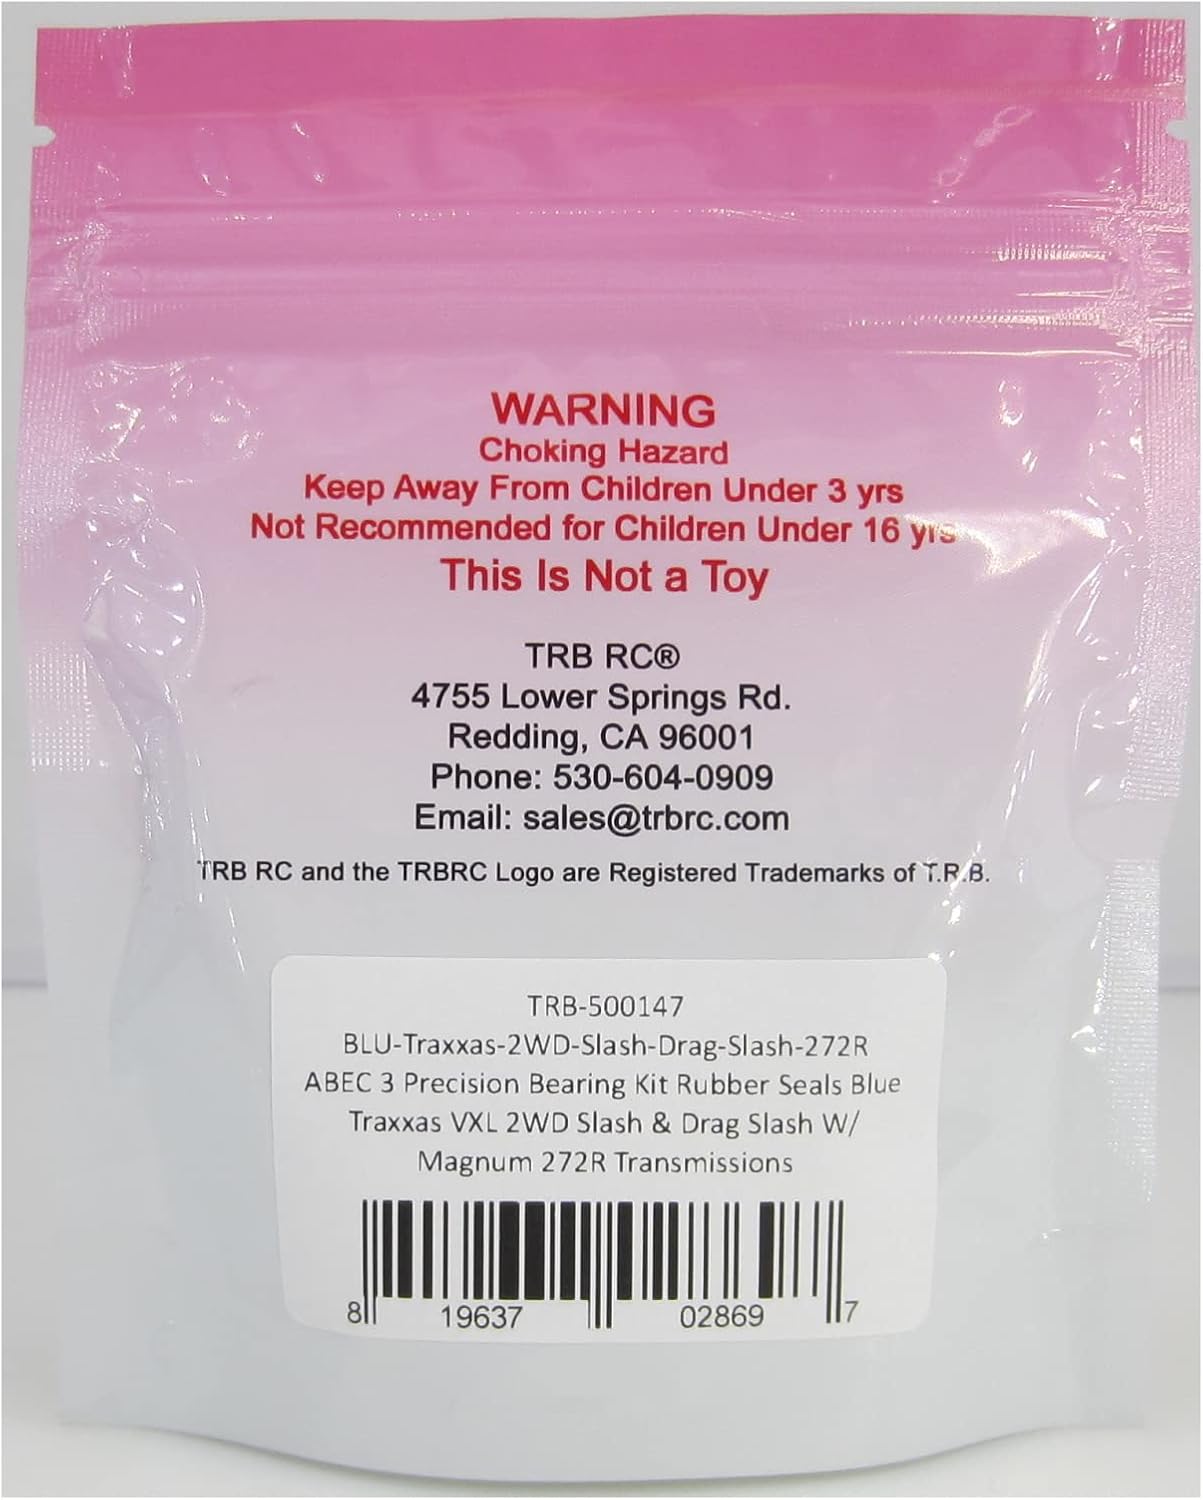 WARNING
Choking Hazard
Keep Away From Children Under 3 yrs
Not Recommended for Children Under 16 yrs
This Is Not a Toy
TRB RC®
4755 Lower Springs Rd.
Redding, CA 96001
Phone: 530-604-0909
Email: sales@trbrc.com
TRB RC and the TRBRC Logo are Registered Trademarks of T.R.B.
TRB-500147
BLU-Traxxas-2WD-Slash-Drag-Slash-272R
ABEC 3 Precision Bearing Kit Rubber Seals Blue
Traxxas VXL 2WD Slash & Drag Slash W/
Magnum 272R Transmissions
8 19637 02869 7